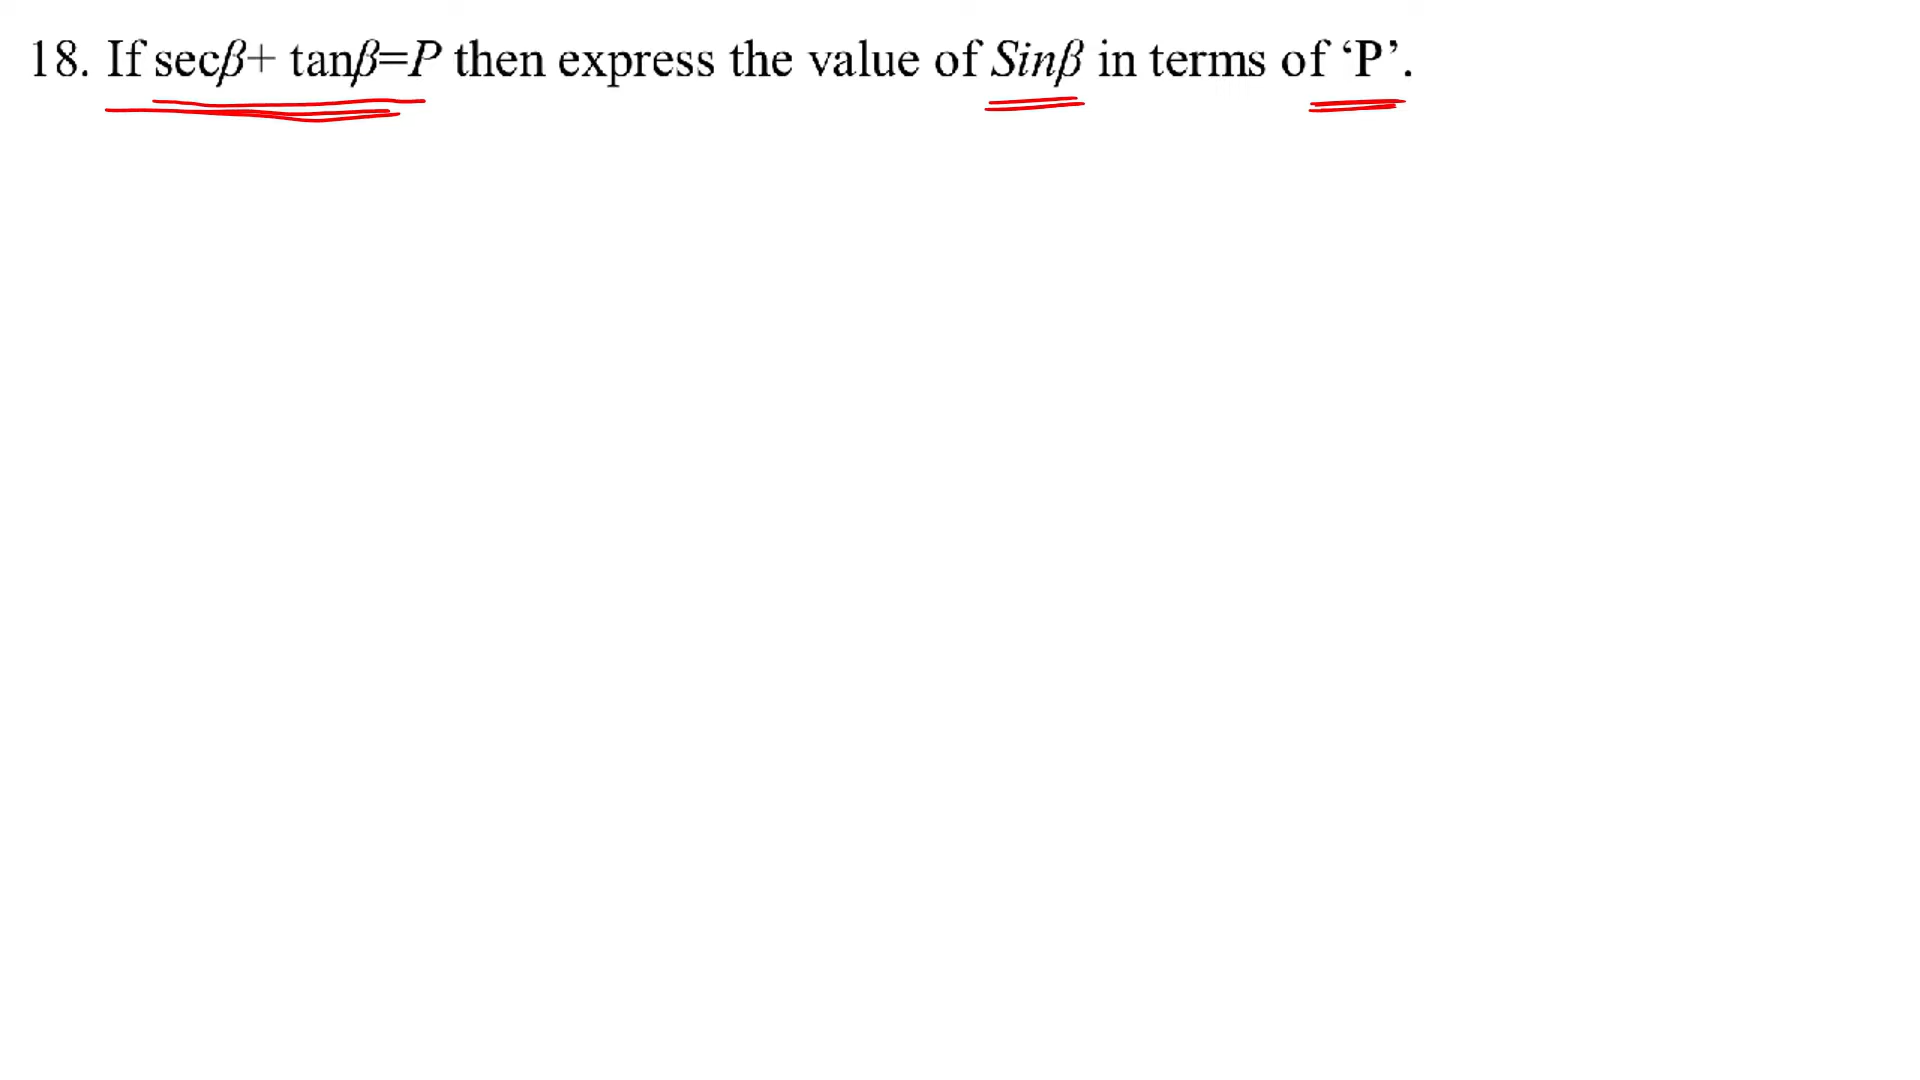 18. If secβ+ tanβ=P then express the value of Sinβ in terms of ‘P’.